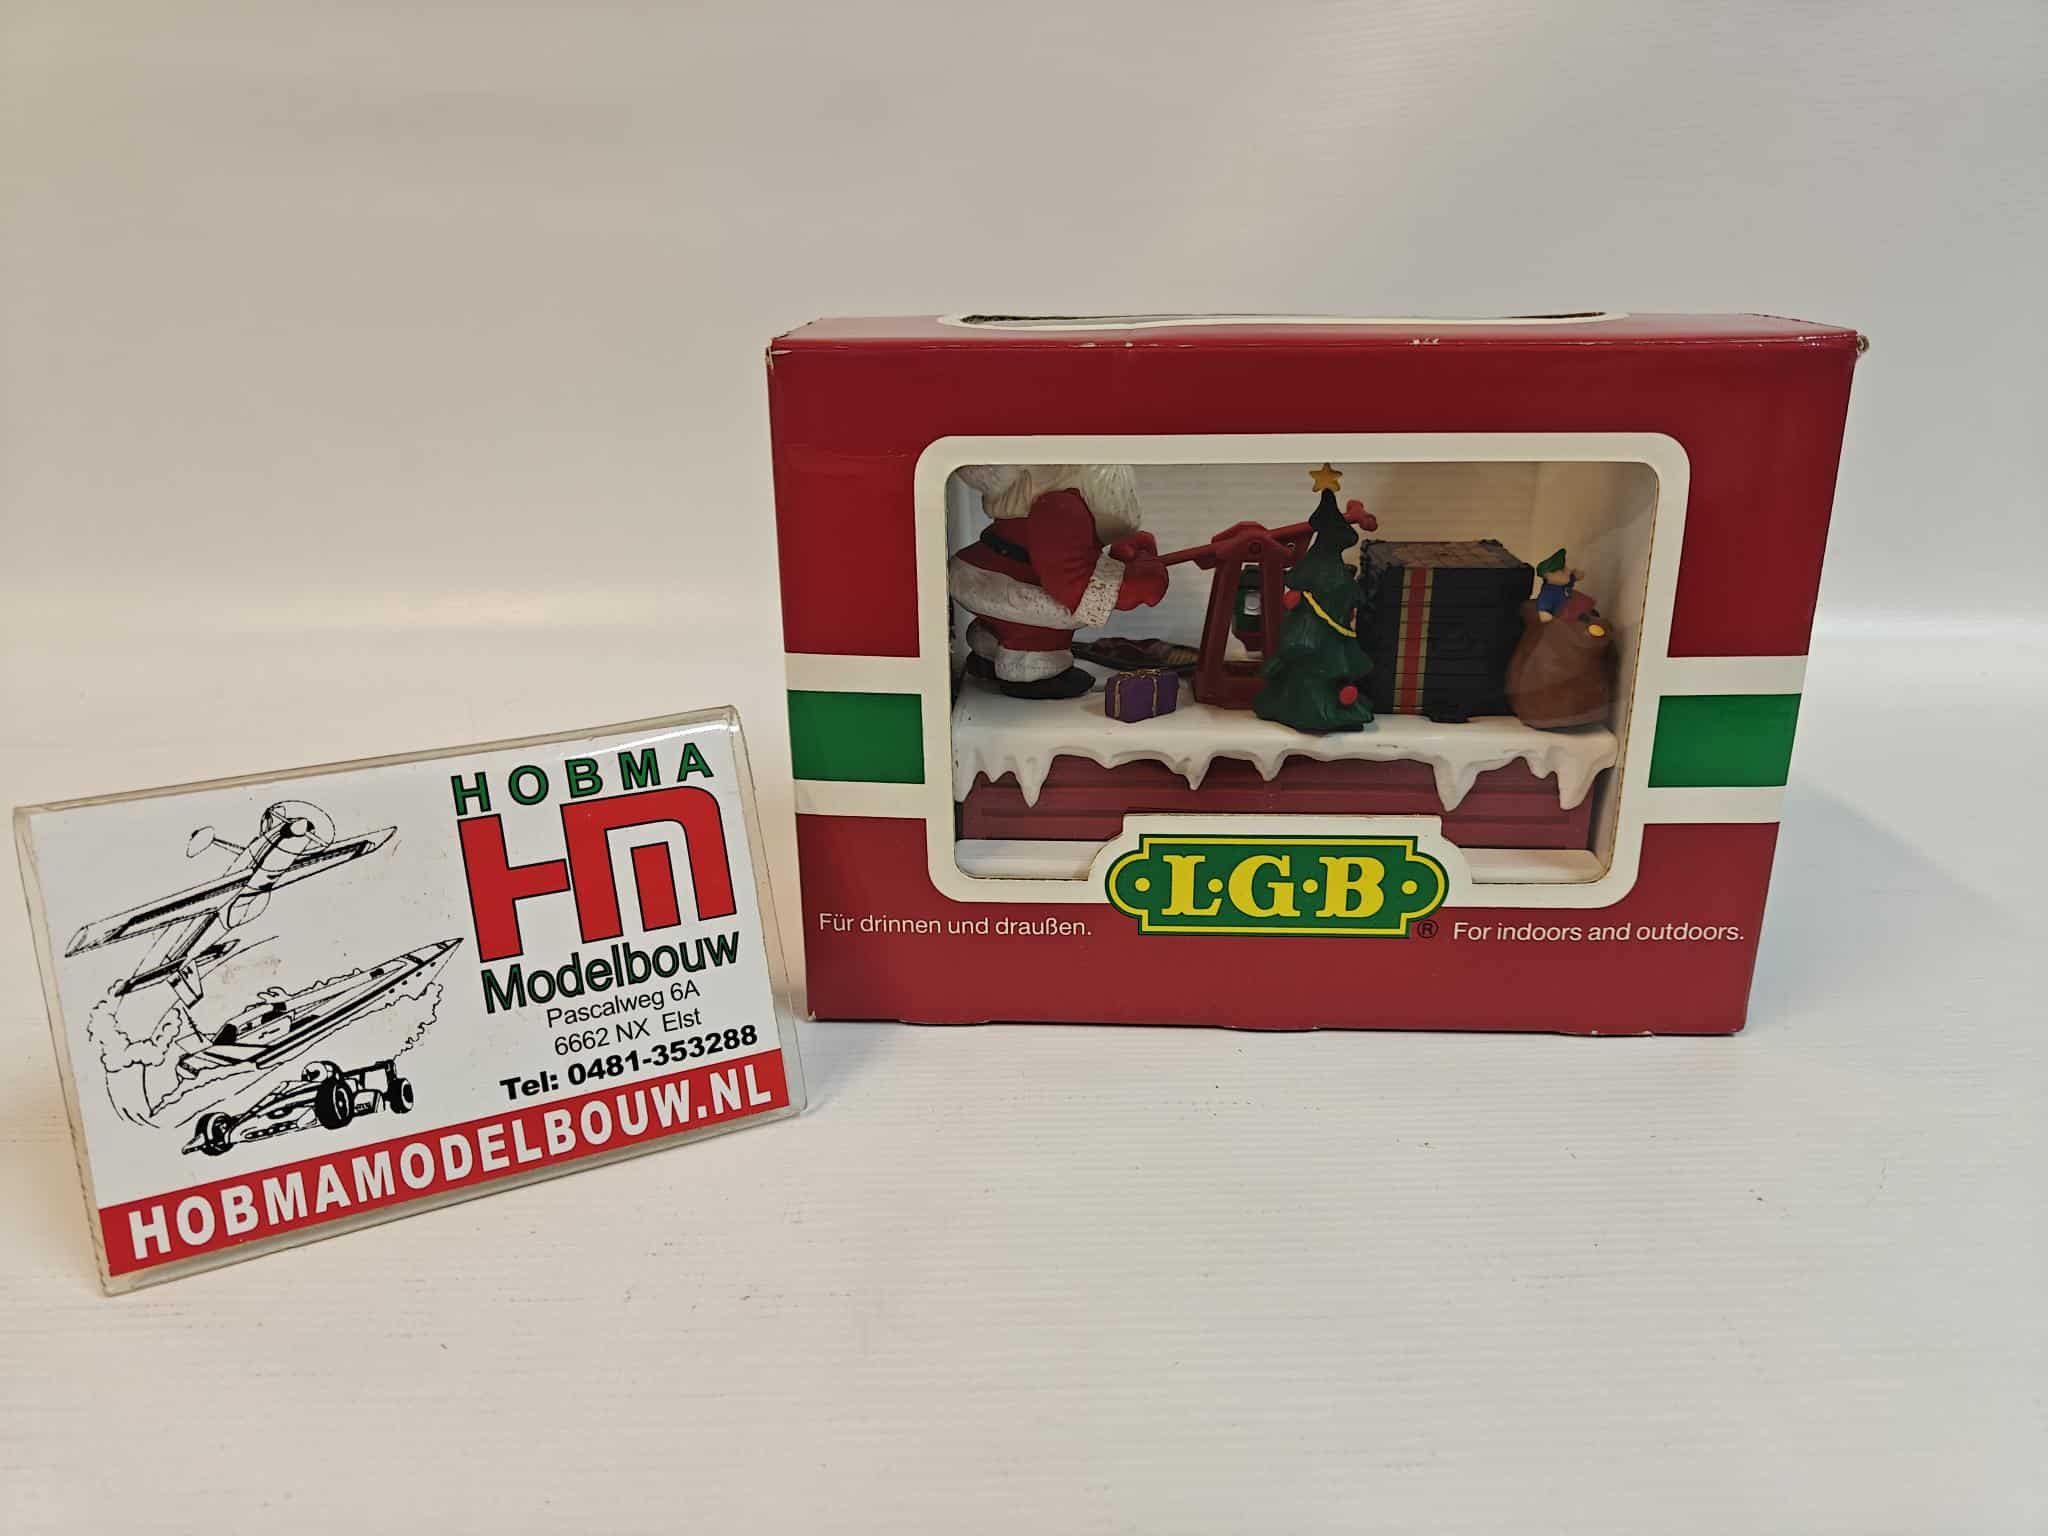 HOBMA
HM
Modelbouw
Pascalweg 6A
6662 NX Elst
Tel: 0481-353288
HOBMAMODELBOUW.NL
L·G·B
®
Für drinnen und draußen.
For indoors and outdoors.